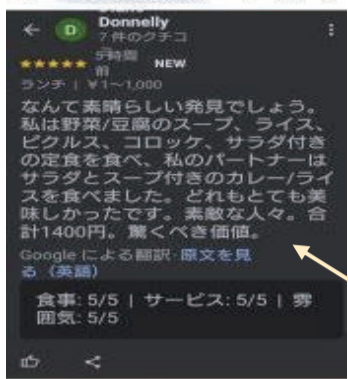 Donnelly
D
7 件のクチコ
★★★★★ 5時間前 NEW
ランチ | ￥1~1,000
なんて素晴らしい発見でしょう。
私は野菜/豆腐のスープ、ライス、
ピクルス、コロッケ、サラダ付き
の定食を食べ、私のパートナーは
サラダとスープ付きのカレー/ライ
スを食べました。どれもとても美
味しかったです。素敵な人々。合
計1400円。驚くべき価値。
Google による翻訳·原文を見
る（英語）
食事: 5/5 | サービス: 5/5 | 雰
囲気: 5/5